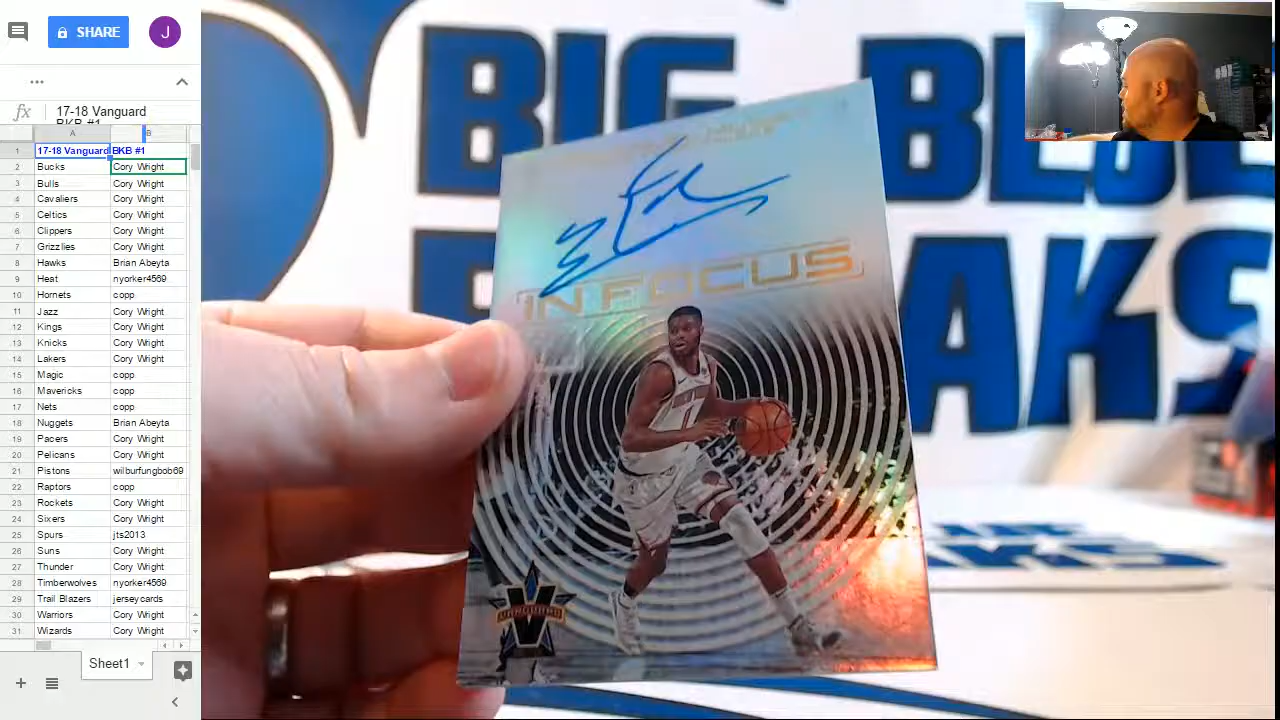 SHARE
J
fx 17-18 Vanguard
BKB #1
A B
1 17-18 Vanguard BKB #1
2 Bucks Cory Wright
3 Bulls Cory Wright
4 Cavaliers Cory Wright
5 Celtics Cory Wright
6 Clippers Cory Wright
7 Grizzlies Cory Wright
8 Hawks Brian Abeyta
9 Heat nyorker4569
10 Hornets copp
11 Jazz Cory Wright
12 Kings Cory Wright
13 Knicks Cory Wright
14 Lakers Cory Wright
15 Magic copp
16 Mavericks copp
17 Nets copp
18 Nuggets Brian Abeyta
19 Pacers Cory Wright
20 Pelicans Cory Wright
21 Pistons wilburfungbob69
22 Raptors copp
23 Rockets Cory Wright
24 Sixers Cory Wright
25 Spurs jts2013
26 Suns Cory Wright
27 Thunder Cory Wright
28 Timberwolves nyorker4569
29 Trail Blazers jerseycards
30 Warriors Cory Wright
31 Wizards Cory Wright
Sheet1
BIG BLUE
BREAKS
IN FOCUS
1
VANGUARD
V